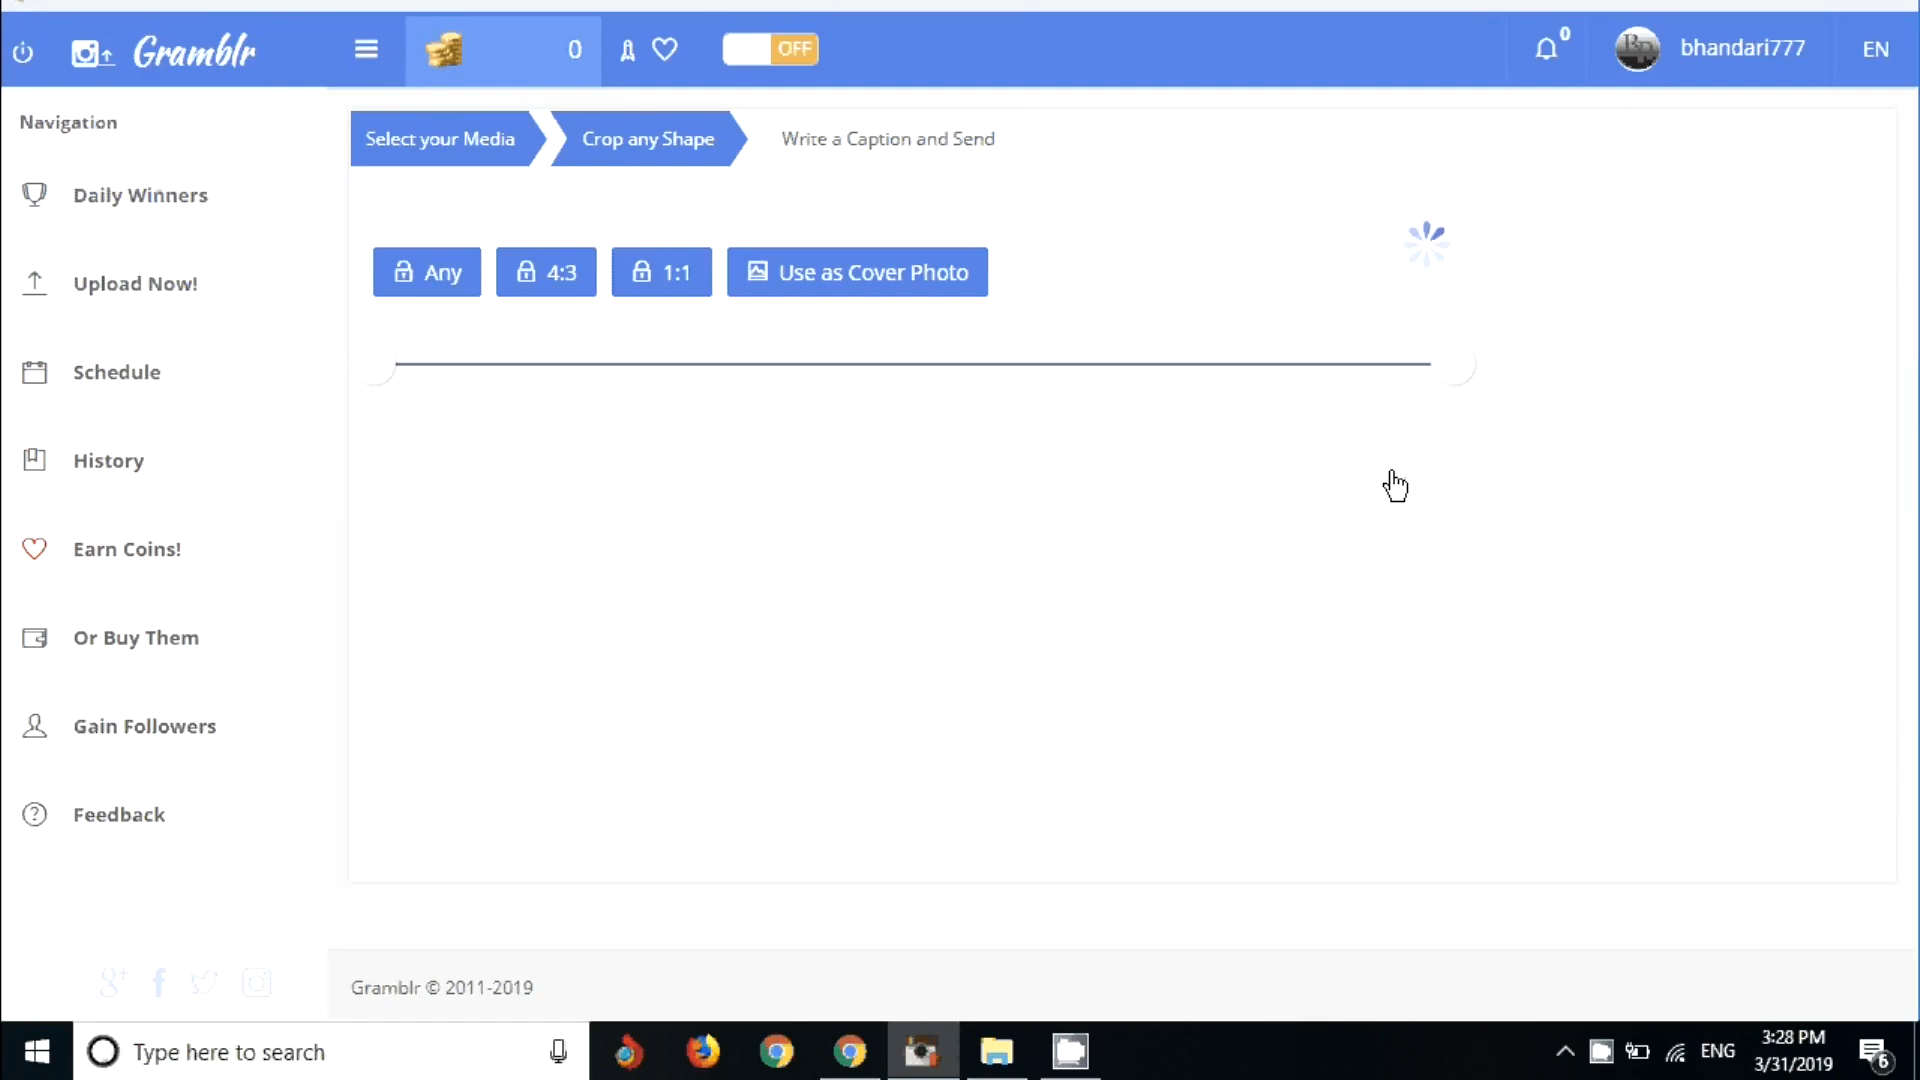 Gramblr
0
OFF
0
bhandari777
EN
Navigation
Daily Winners
Upload Now!
Schedule
History
Earn Coins!
Or Buy Them
Gain Followers
Feedback
Select your Media
Crop any Shape
Write a Caption and Send
Any
4:3
1:1
Use as Cover Photo
Gramblr © 2011-2019
Type here to search
ENG
3:28 PM
3/31/2019
6